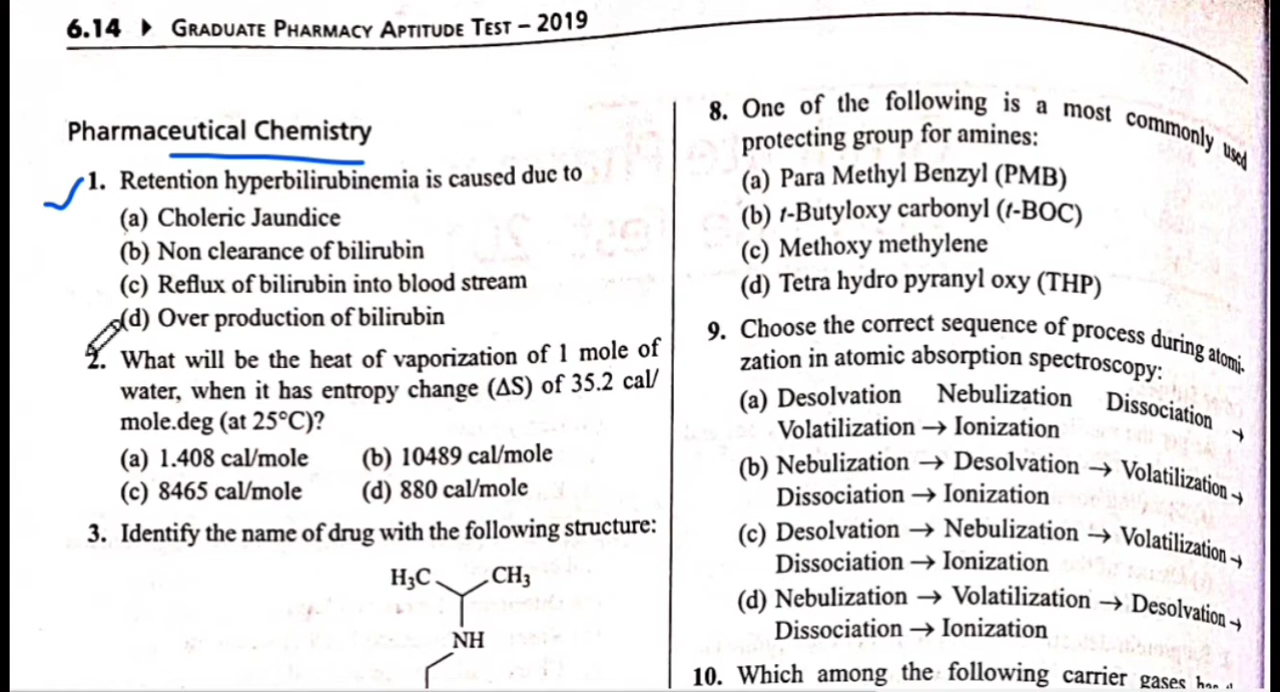 6.14 ▶ GRADUATE PHARMACY APTITUDE TEST – 2019
Pharmaceutical Chemistry
1. Retention hyperbilirubinemia is caused due to
(a) Choleric Jaundice
(b) Non clearance of bilirubin
(c) Reflux of bilirubin into blood stream
(d) Over production of bilirubin
2. What will be the heat of vaporization of 1 mole of
water, when it has entropy change (ΔS) of 35.2 cal/
mole.deg (at 25°C)?
(a) 1.408 cal/mole (b) 10489 cal/mole
(c) 8465 cal/mole (d) 880 cal/mole
3. Identify the name of drug with the following structure:
H₃C CH₃
NH
8. One of the following is a most commonly used
protecting group for amines:
(a) Para Methyl Benzyl (PMB)
(b) t-Butyloxy carbonyl (t-BOC)
(c) Methoxy methylene
(d) Tetra hydro pyranyl oxy (THP)
9. Choose the correct sequence of process during atomi-
zation in atomic absorption spectroscopy:
(a) Desolvation Nebulization Dissociation →
Volatilization → Ionization
(b) Nebulization → Desolvation → Volatilization →
Dissociation → Ionization
(c) Desolvation → Nebulization → Volatilization →
Dissociation → Ionization
(d) Nebulization → Volatilization → Desolvation →
Dissociation → Ionization
10. Which among the following carrier gases